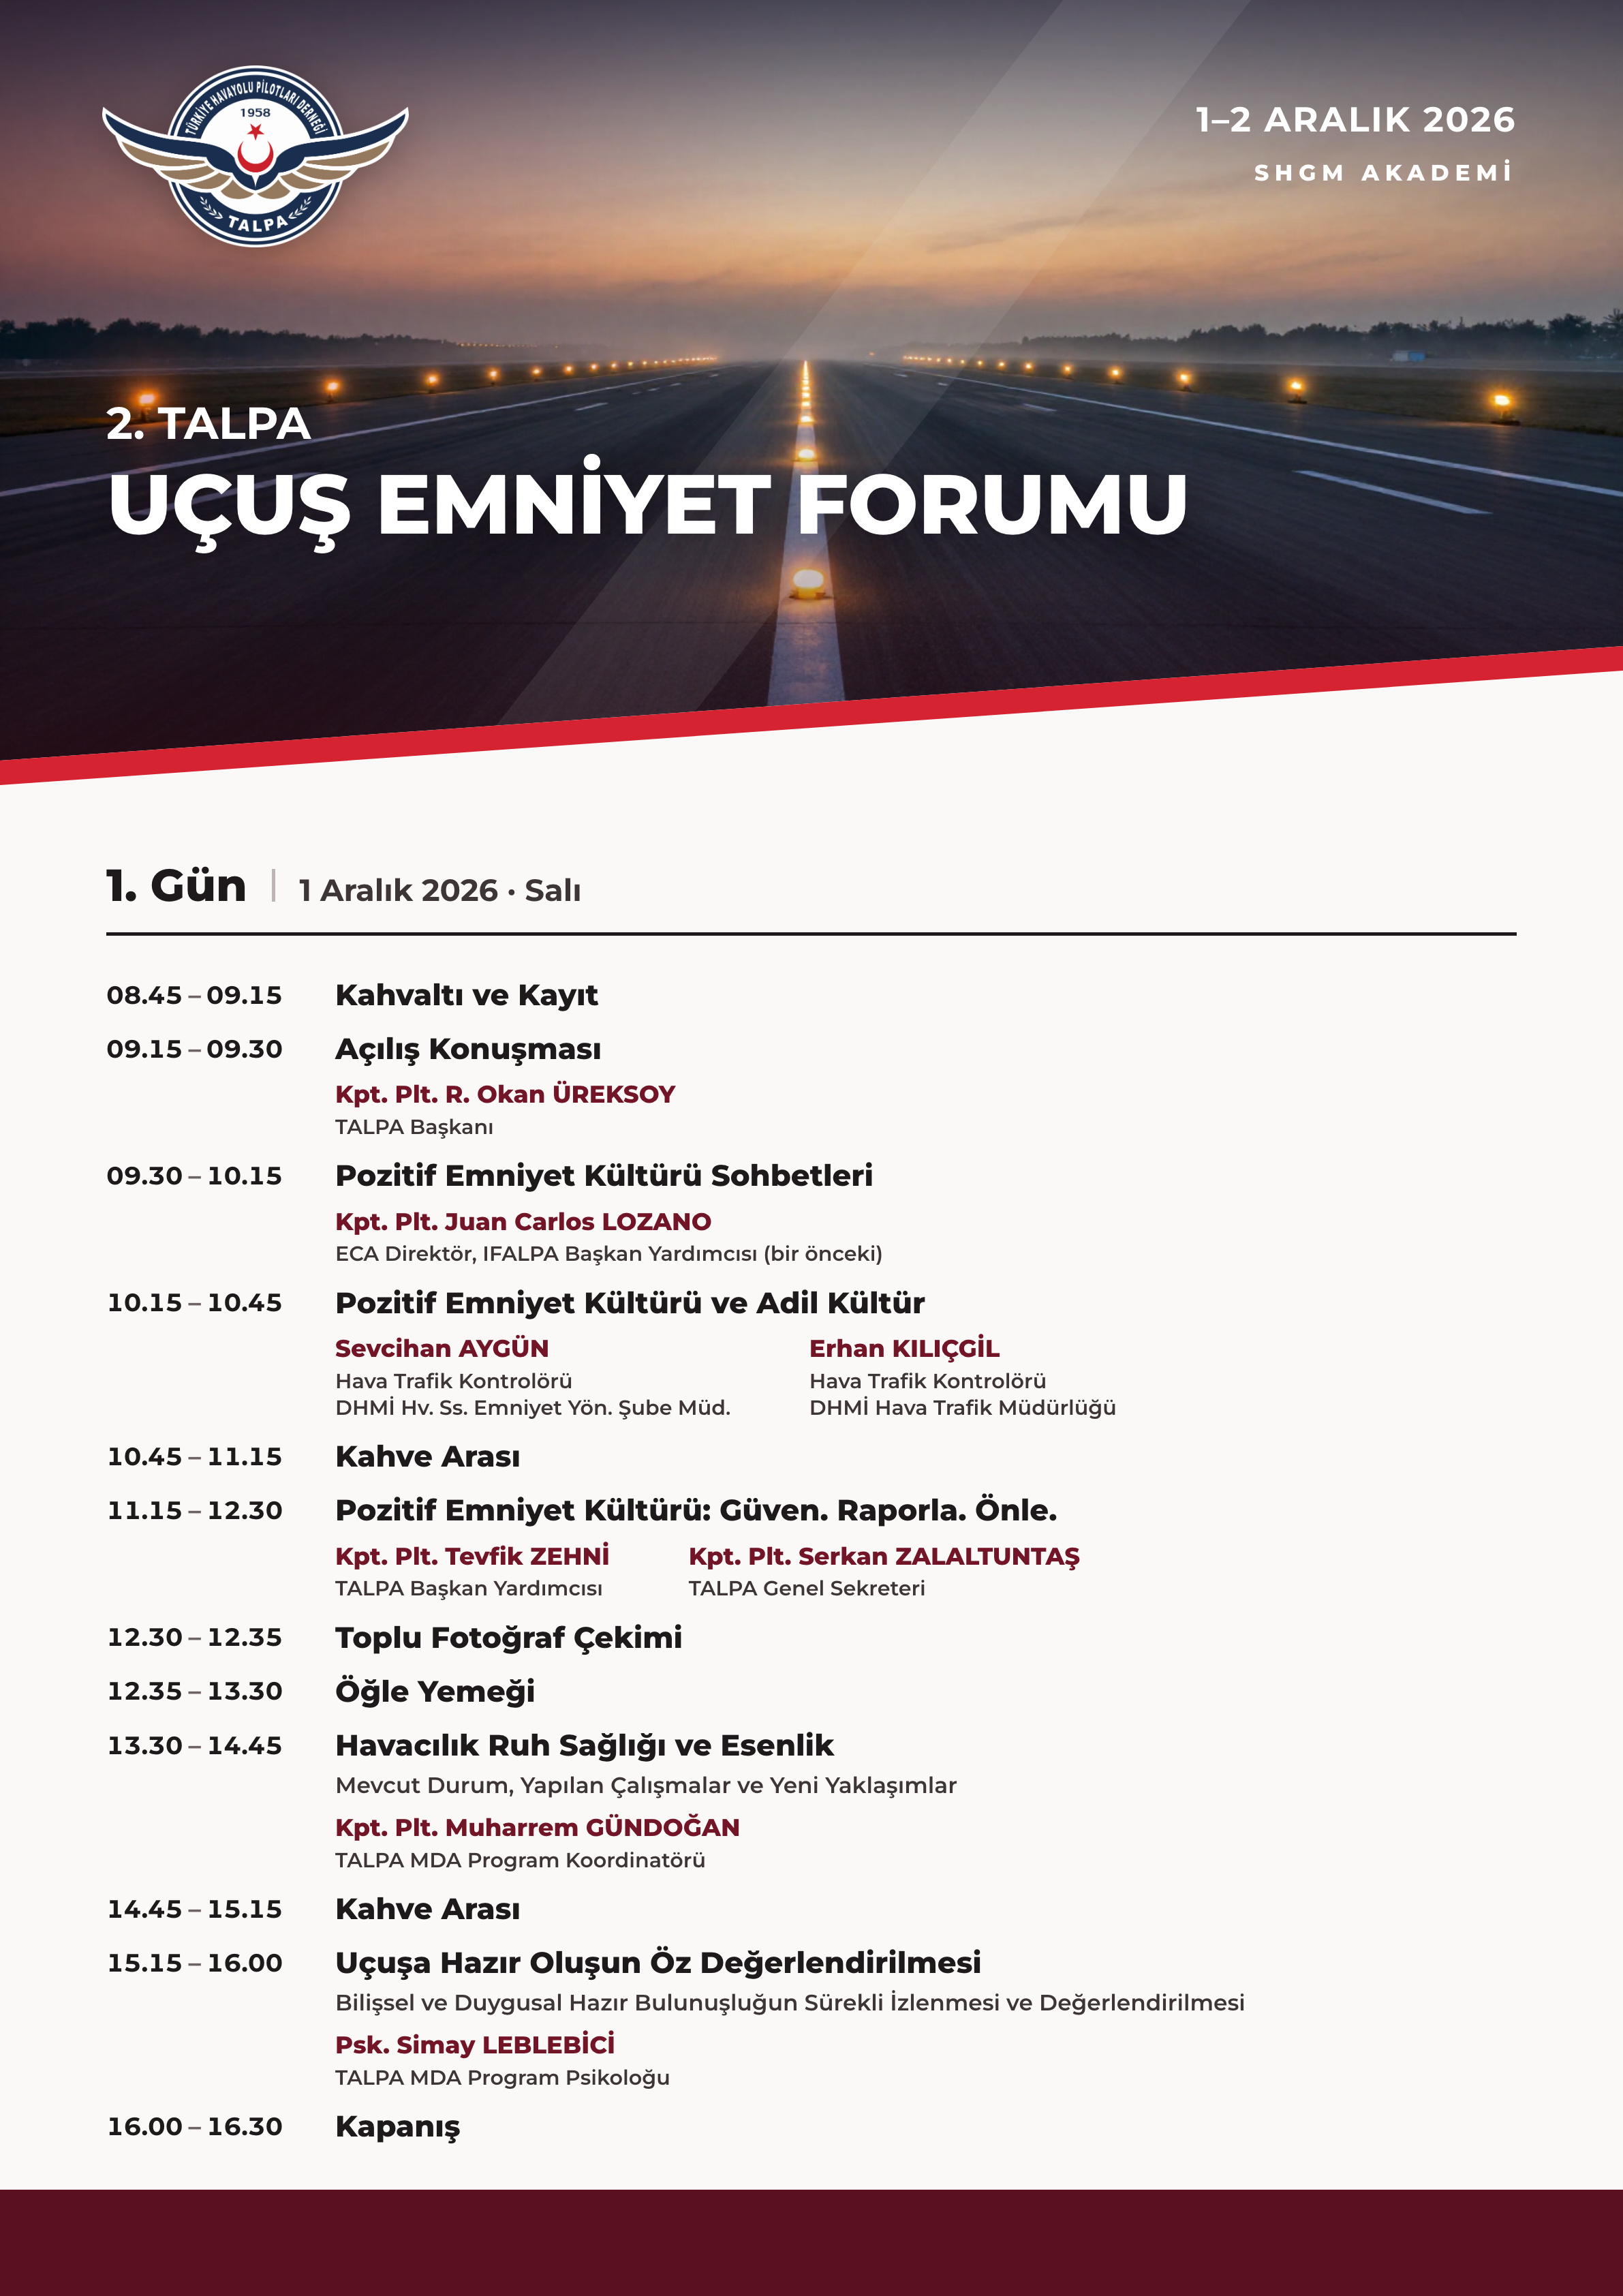 TÜRKİYE HAVAYOLU PİLOTLARI DERNEĞİ
1958
TALPA
1–2 ARALIK 2026
SHGM AKADEMİ
2. TALPA
UÇUŞ EMNİYET FORUMU
1. Gün | 1 Aralık 2026 · Salı
08.45 – 09.15 Kahvaltı ve Kayıt
09.15 – 09.30 Açılış Konuşması
Kpt. Plt. R. Okan ÜREKSOY
TALPA Başkanı
09.30 – 10.15 Pozitif Emniyet Kültürü Sohbetleri
Kpt. Plt. Juan Carlos LOZANO
ECA Direktör, IFALPA Başkan Yardımcısı (bir önceki)
10.15 – 10.45 Pozitif Emniyet Kültürü ve Adil Kültür
Sevcihan AYGÜN
Hava Trafik Kontrolörü
DHMİ Hv. Ss. Emniyet Yön. Şube Müd.
Erhan KILIÇGİL
Hava Trafik Kontrolörü
DHMİ Hava Trafik Müdürlüğü
10.45 – 11.15 Kahve Arası
11.15 – 12.30 Pozitif Emniyet Kültürü: Güven. Raporla. Önle.
Kpt. Plt. Tevfik ZEHNİ
TALPA Başkan Yardımcısı
Kpt. Plt. Serkan ZALALTUNTAŞ
TALPA Genel Sekreteri
12.30 – 12.35 Toplu Fotoğraf Çekimi
12.35 – 13.30 Öğle Yemeği
13.30 – 14.45 Havacılık Ruh Sağlığı ve Esenlik
Mevcut Durum, Yapılan Çalışmalar ve Yeni Yaklaşımlar
Kpt. Plt. Muharrem GÜNDOĞAN
TALPA MDA Program Koordinatörü
14.45 – 15.15 Kahve Arası
15.15 – 16.00 Uçuşa Hazır Oluşun Öz Değerlendirilmesi
Bilişsel ve Duygusal Hazır Bulunuşluğun Sürekli İzlenmesi ve Değerlendirilmesi
Psk. Simay LEBLEBİCİ
TALPA MDA Program Psikoloğu
16.00 – 16.30 Kapanış